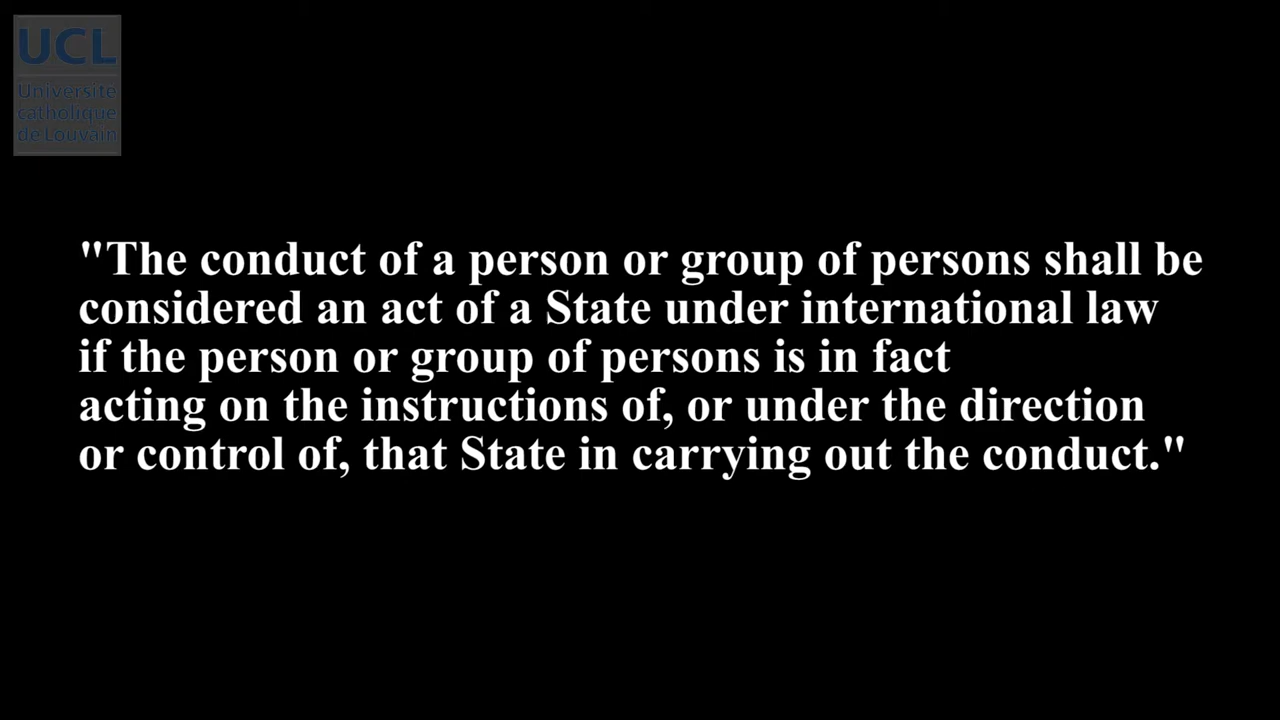 UCL
Université
catholique
de Louvain
"The conduct of a person or group of persons shall be
considered an act of a State under international law
if the person or group of persons is in fact
acting on the instructions of, or under the direction
or control of, that State in carrying out the conduct."